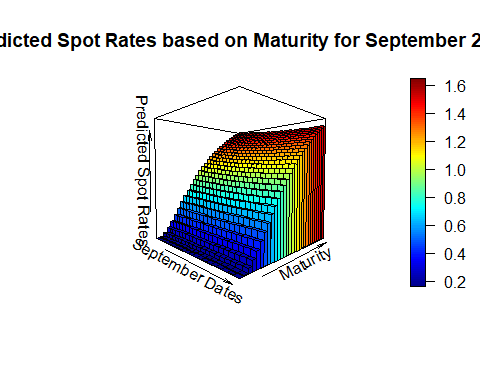 dicted Spot Rates based on Maturity for September 2
Predicted Spot Rates
September Dates
Maturity
1.6
1.4
1.2
1.0
0.8
0.6
0.4
0.2